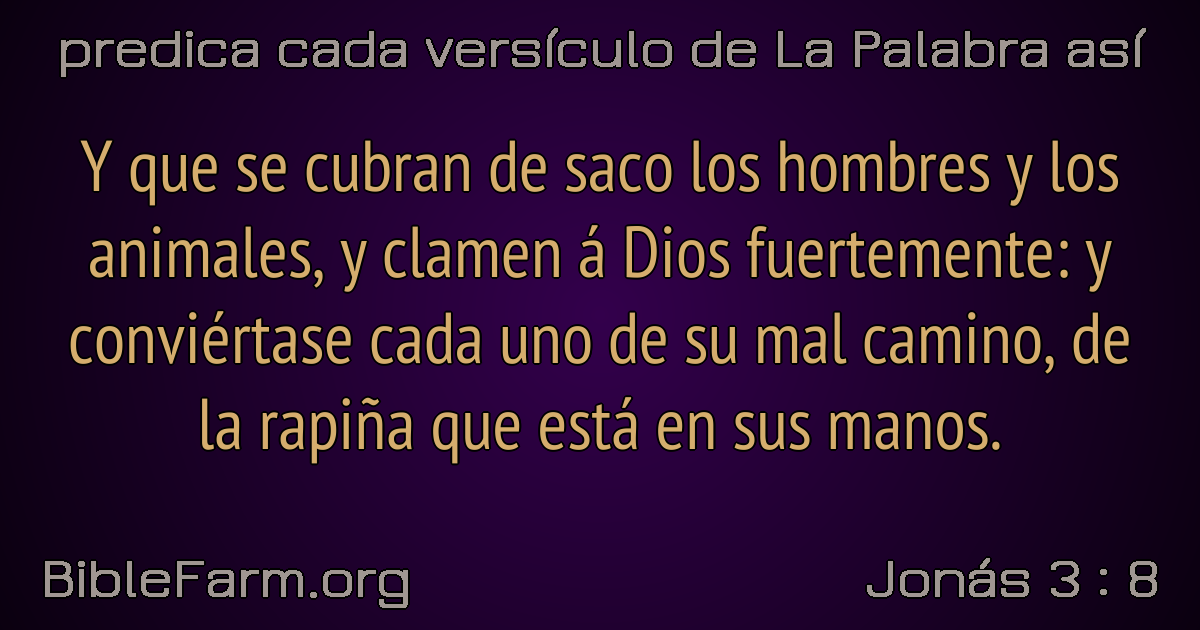 predica cada versículo de La Palabra así
Y que se cubran de saco los hombres y los
animales, y clamen á Dios fuertemente: y
conviértase cada uno de su mal camino, de
la rapiña que está en sus manos.
BibleFarm.org
Jonás 3 : 8